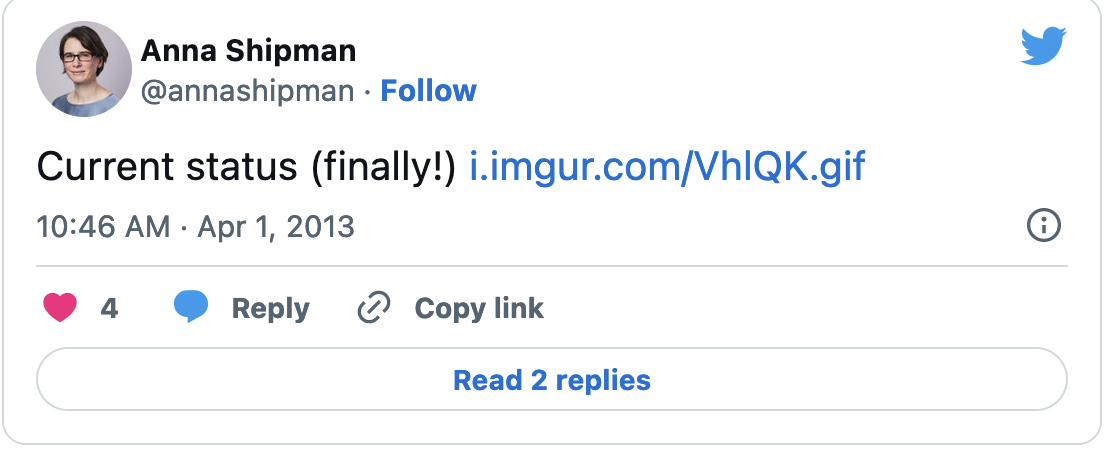 Anna Shipman
@annashipman · Follow
Current status (finally!) i.imgur.com/VhlQK.gif
10:46 AM · Apr 1, 2013
4 Reply Copy link
Read 2 replies